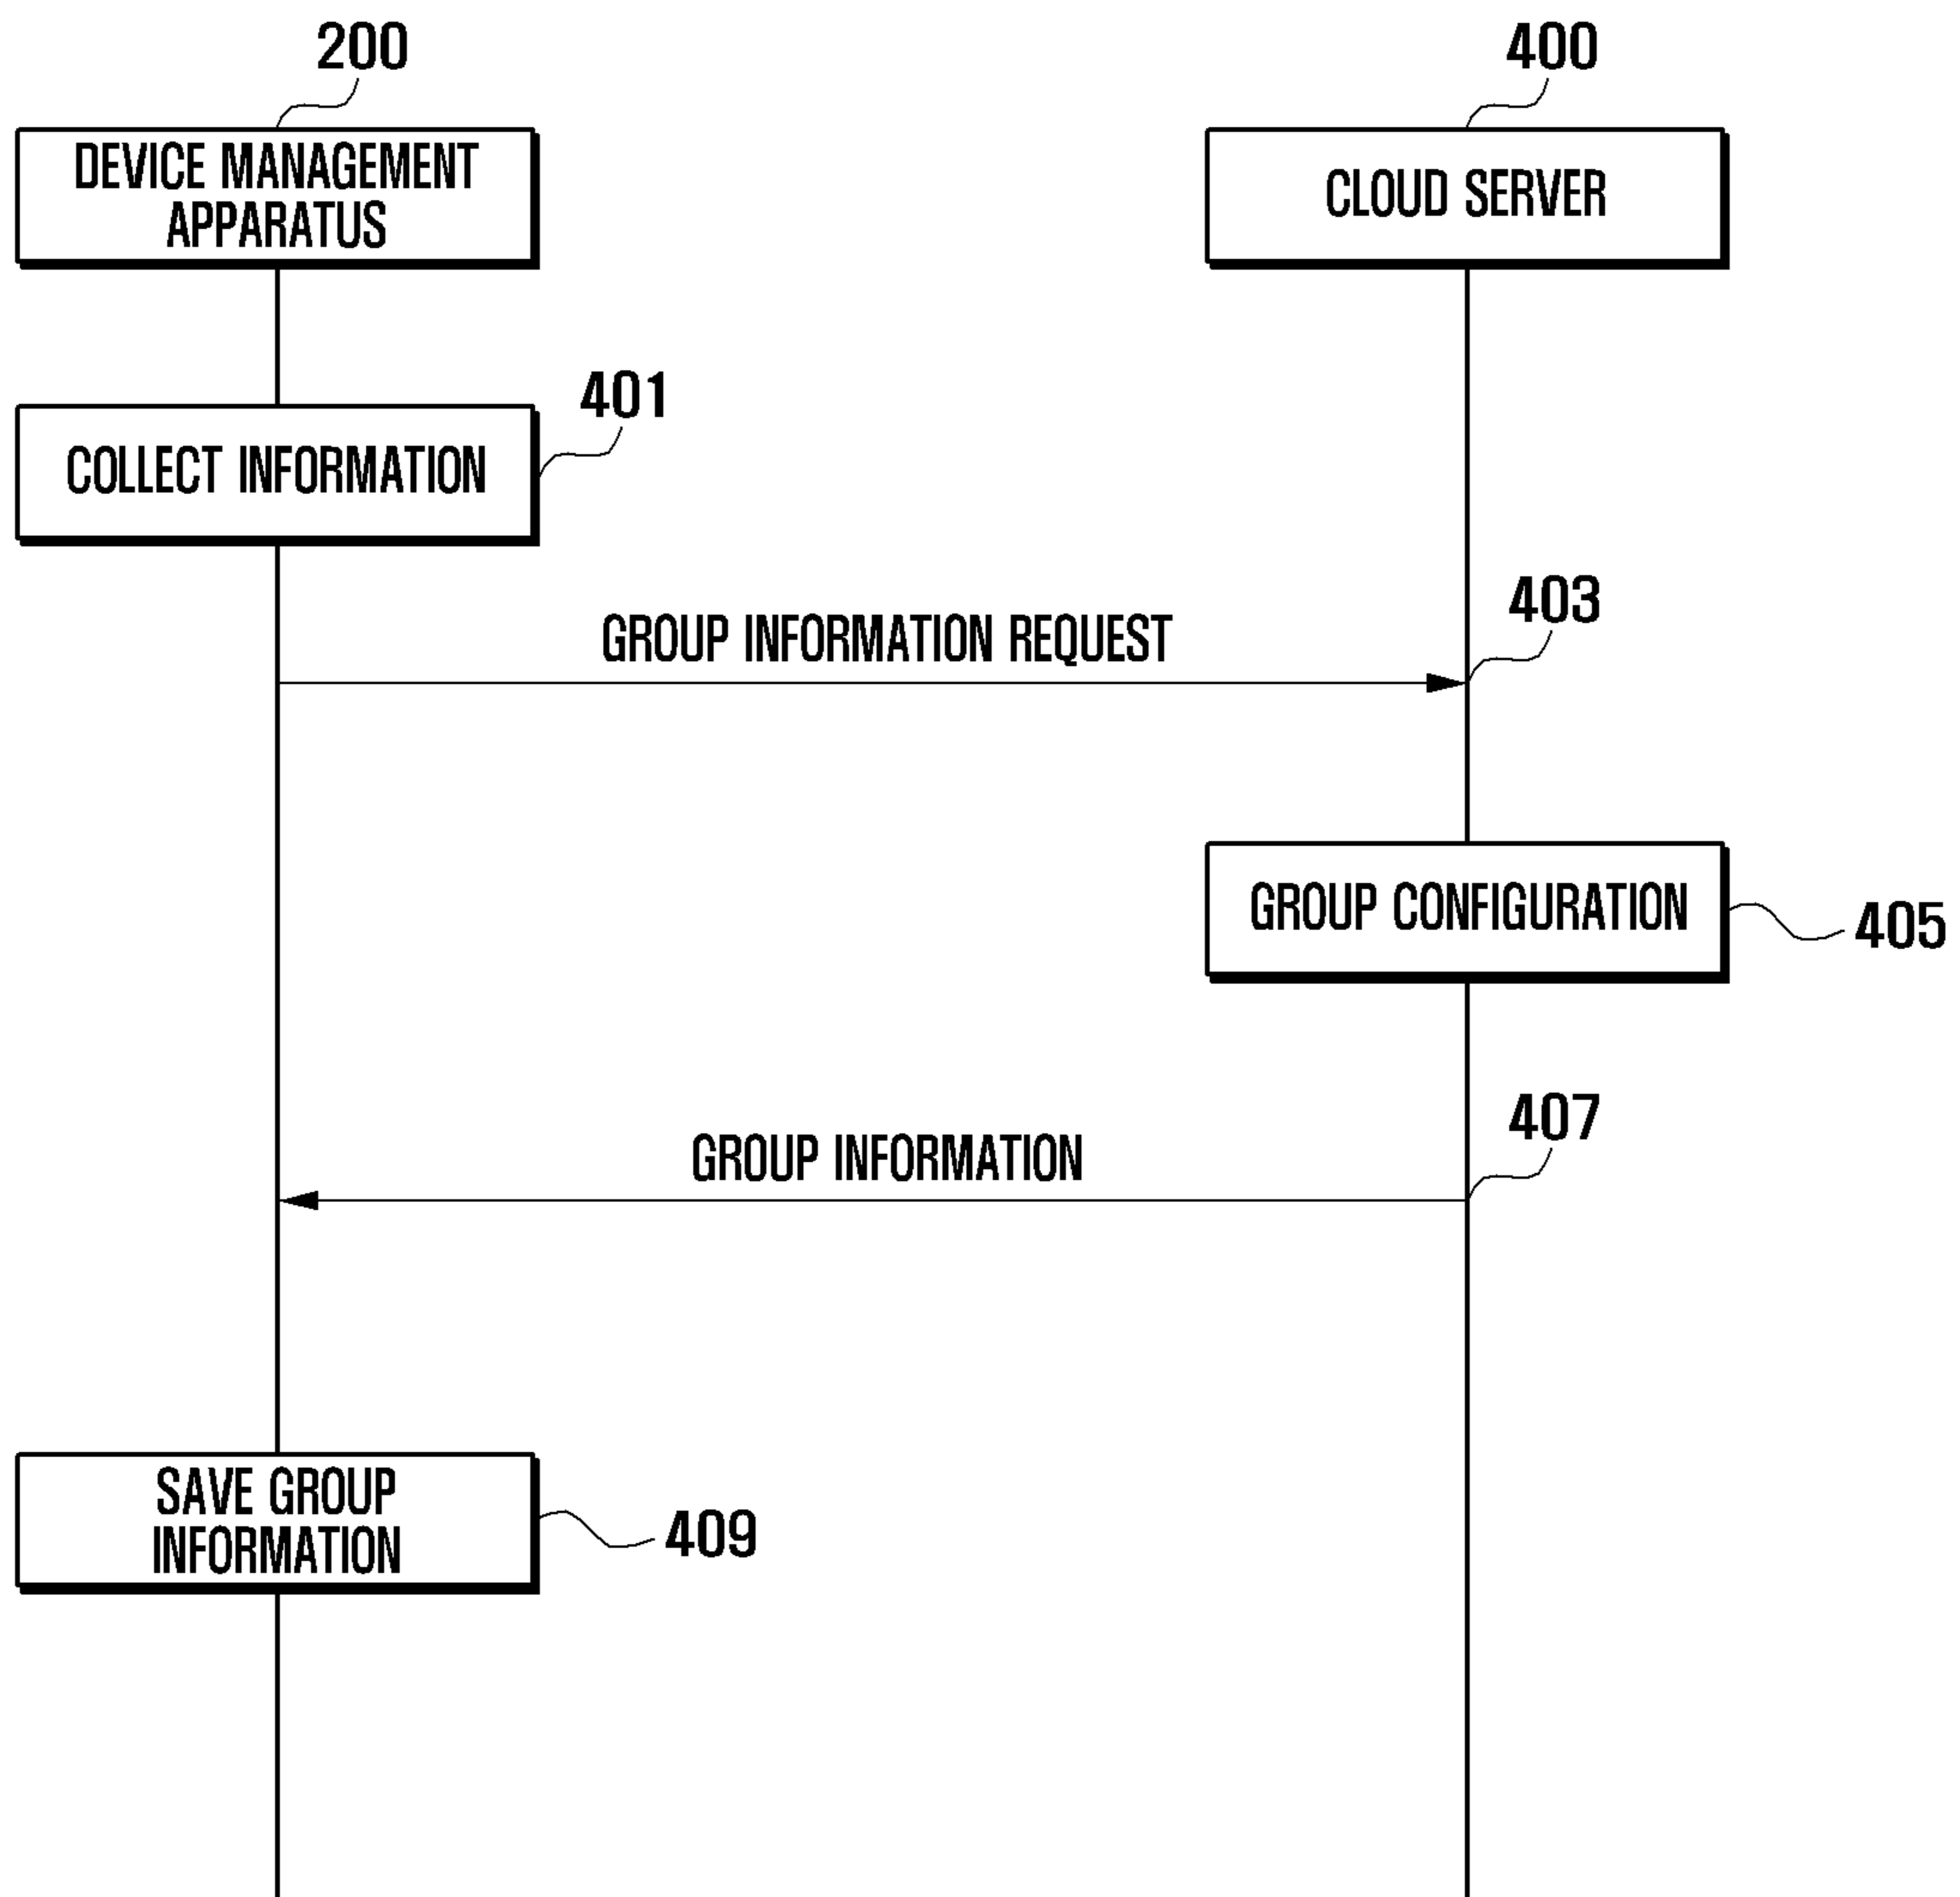 200
400
DEVICE MANAGEMENT
APPARATUS
CLOUD SERVER
401
COLLECT INFORMATION
403
GROUP INFORMATION REQUEST
GROUP CONFIGURATION
405
407
GROUP INFORMATION
SAVE GROUP
INFORMATION
409